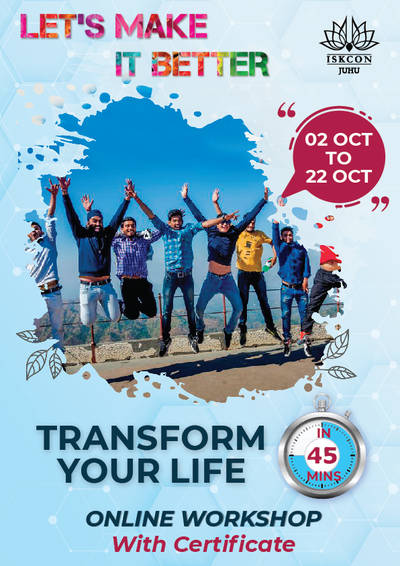 LET'S MAKE
IT BETTER
ISKCON
JUHU
“
02 OCT
TO
22 OCT
”
TRANSFORM
YOUR LIFE
IN
45
MINS
ONLINE WORKSHOP
With Certificate